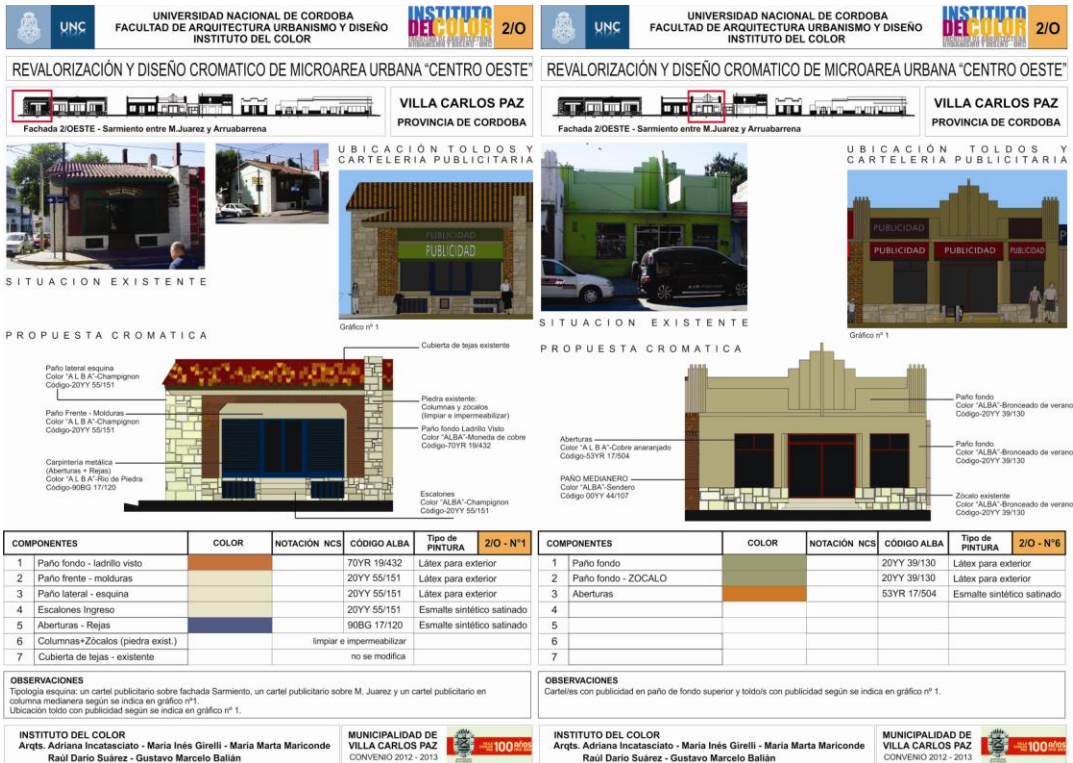 UNC
UNIVERSIDAD NACIONAL DE CORDOBA
FACULTAD DE ARQUITECTURA URBANISMO Y DISEÑO
INSTITUTO DEL COLOR
INSTITUTO
DELCOLOR
2/O
REVALORIZACIÓN Y DISEÑO CROMATICO DE MICROAREA URBANA “CENTRO OESTE”
Fachada 2/OESTE - Sarmiento entre M.Juarez y Arruabarrena
VILLA CARLOS PAZ
PROVINCIA DE CORDOBA
UBICACIÓN TOLDOS Y
CARTELERIA PUBLICITARIA
PUBLICIDAD
PUBLICIDAD
SITUACION EXISTENTE
Gráfico nº 1
PROPUESTA CROMATICA
Cubierta de tejas existente
Paño lateral esquina
Color “A L B A”-Champignon
Código-20YY 55/151
Paño Frente - Molduras
Color “A L B A”-Champignon
Código-20YY 55/151
Carpintería metálica
(Aberturas + Rejas)
Color “A L B A”-Rio de Piedra
Código-90BG 17/120
Piedra existente:
Columnas y zócalos
(limpiar e impermeabilizar)
Paño fondo Ladrillo Visto
Color “ALBA”-Moneda de cobre
Código-70YR 19/432
Escalones
Color “ALBA”-Champignon
Código-20YY 55/151
COMPONENTES COLOR NOTACIÓN NCS CÓDIGO ALBA Tipo de PINTURA 2/O - N°1
1 Paño fondo - ladrillo visto 70YR 19/432 Látex para exterior
2 Paño frente - molduras 20YY 55/151 Látex para exterior
3 Paño lateral - esquina 20YY 55/151 Látex para exterior
4 Escalones Ingreso 20YY 55/151 Esmalte sintético satinado
5 Aberturas - Rejas 90BG 17/120 Esmalte sintético satinado
6 Columnas+Zócalos (piedra exist.) limpiar e impermeabilizar
7 Cubierta de tejas - existente no se modifica
OBSERVACIONES
Tipología esquina: un cartel publicitario sobre fachada Sarmiento, un cartel publicitario sobre M. Juarez y un cartel publicitario en
columna medianera según se indica en gráfico nº1.
Ubicación toldo con publicidad según se indica en gráfico nº 1.
INSTITUTO DEL COLOR
Arqts. Adriana Incatasciato - Maria Inés Girelli - Maria Marta Mariconde
Raúl Dario Suárez - Gustavo Marcelo Balián
MUNICIPALIDAD DE
VILLA CARLOS PAZ
CONVENIO 2012 - 2013
100 años
UNC
UNIVERSIDAD NACIONAL DE CORDOBA
FACULTAD DE ARQUITECTURA URBANISMO Y DISEÑO
INSTITUTO DEL COLOR
INSTITUTO
DELCOLOR
2/O
REVALORIZACIÓN Y DISEÑO CROMATICO DE MICROAREA URBANA “CENTRO OESTE”
Fachada 2/OESTE - Sarmiento entre M.Juarez y Arruabarrena
VILLA CARLOS PAZ
PROVINCIA DE CORDOBA
UBICACIÓN TOLDOS Y
CARTELERIA PUBLICITARIA
PUBLICIDAD
P
PUBLICIDAD PUBLICIDAD PUBLICIDAD
SITUACION EXISTENTE
Gráfico nº 1
PROPUESTA CROMATICA
Paño fondo
Color “ALBA”-Bronceado de verano
Código-20YY 39/130
Aberturas
Color “A L B A”-Cobre anaranjado
Código-53YR 17/504
PAÑO MEDIANERO
Color “ALBA”-Sendero
Código 00YY 44/107
Paño fondo
Color “ALBA”-Bronceado de verano
Código-20YY 39/130
Zócalo existente
Color “ALBA”-Bronceado de verano
Código-20YY 39/130
COMPONENTES COLOR NOTACIÓN NCS CÓDIGO ALBA Tipo de PINTURA 2/O - N°6
1 Paño fondo 20YY 39/130 Látex para exterior
2 Paño fondo - ZOCALO 20YY 39/130 Látex para exterior
3 Aberturas 53YR 17/504 Esmalte sintético satinado
4
5
6
7
OBSERVACIONES
Cartel/es con publicidad en paño de fondo superior y toldo/s con publicidad según se indica en gráfico nº 1.
INSTITUTO DEL COLOR
Arqts. Adriana Incatasciato - Maria Inés Girelli - Maria Marta Mariconde
Raúl Dario Suárez - Gustavo Marcelo Balián
MUNICIPALIDAD DE
VILLA CARLOS PAZ
CONVENIO 2012 - 2013
100 años